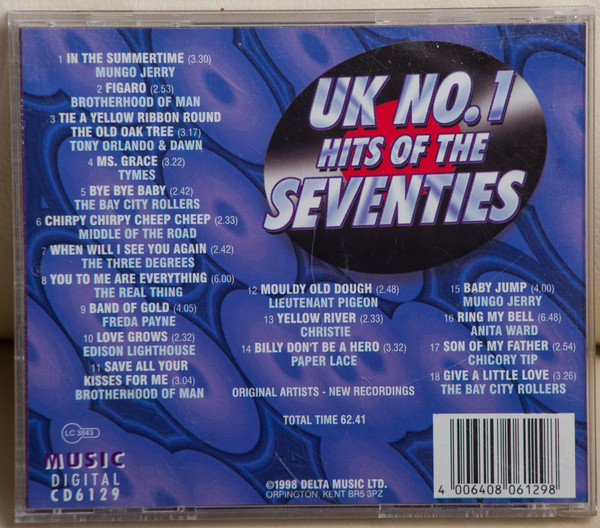 1 IN THE SUMMERTIME (3.30)
MUNGO JERRY
2 FIGARO (2.53)
BROTHERHOOD OF MAN
3 TIE A YELLOW RIBBON ROUND
THE OLD OAK TREE (3.17)
TONY ORLANDO & DAWN
4 MS. GRACE (3.22)
TYMES
5 BYE BYE BABY (2.42)
THE BAY CITY ROLLERS
6 CHIRPY CHIRPY CHEEP CHEEP (2.33)
MIDDLE OF THE ROAD
7 WHEN WILL I SEE YOU AGAIN (2.42)
THE THREE DEGREES
8 YOU TO ME ARE EVERYTHING (6.00)
THE REAL THING
9 BAND OF GOLD (4.05)
FREDA PAYNE
10 LOVE GROWS (2.32)
EDISON LIGHTHOUSE
11 SAVE ALL YOUR
KISSES FOR ME (3.04)
BROTHERHOOD OF MAN
UK NO.1
HITS OF THE
SEVENTIES
12 MOULDY OLD DOUGH (2.48)
LIEUTENANT PIGEON
13 YELLOW RIVER (2.33)
CHRISTIE
14 BILLY DON'T BE A HERO (3.32)
PAPER LACE
15 BABY JUMP (4.00)
MUNGO JERRY
16 RING MY BELL (6.48)
ANITA WARD
17 SON OF MY FATHER (2.54)
CHICORY TIP
18 GIVE A LITTLE LOVE (3.26)
THE BAY CITY ROLLERS
ORIGINAL ARTISTS - NEW RECORDINGS
TOTAL TIME 62.41
LC 3843
MUSIC
DIGITAL
CD6129
©1998 DELTA MUSIC LTD.
ORPINGTON, KENT BR5 3PZ
4 006408 061298